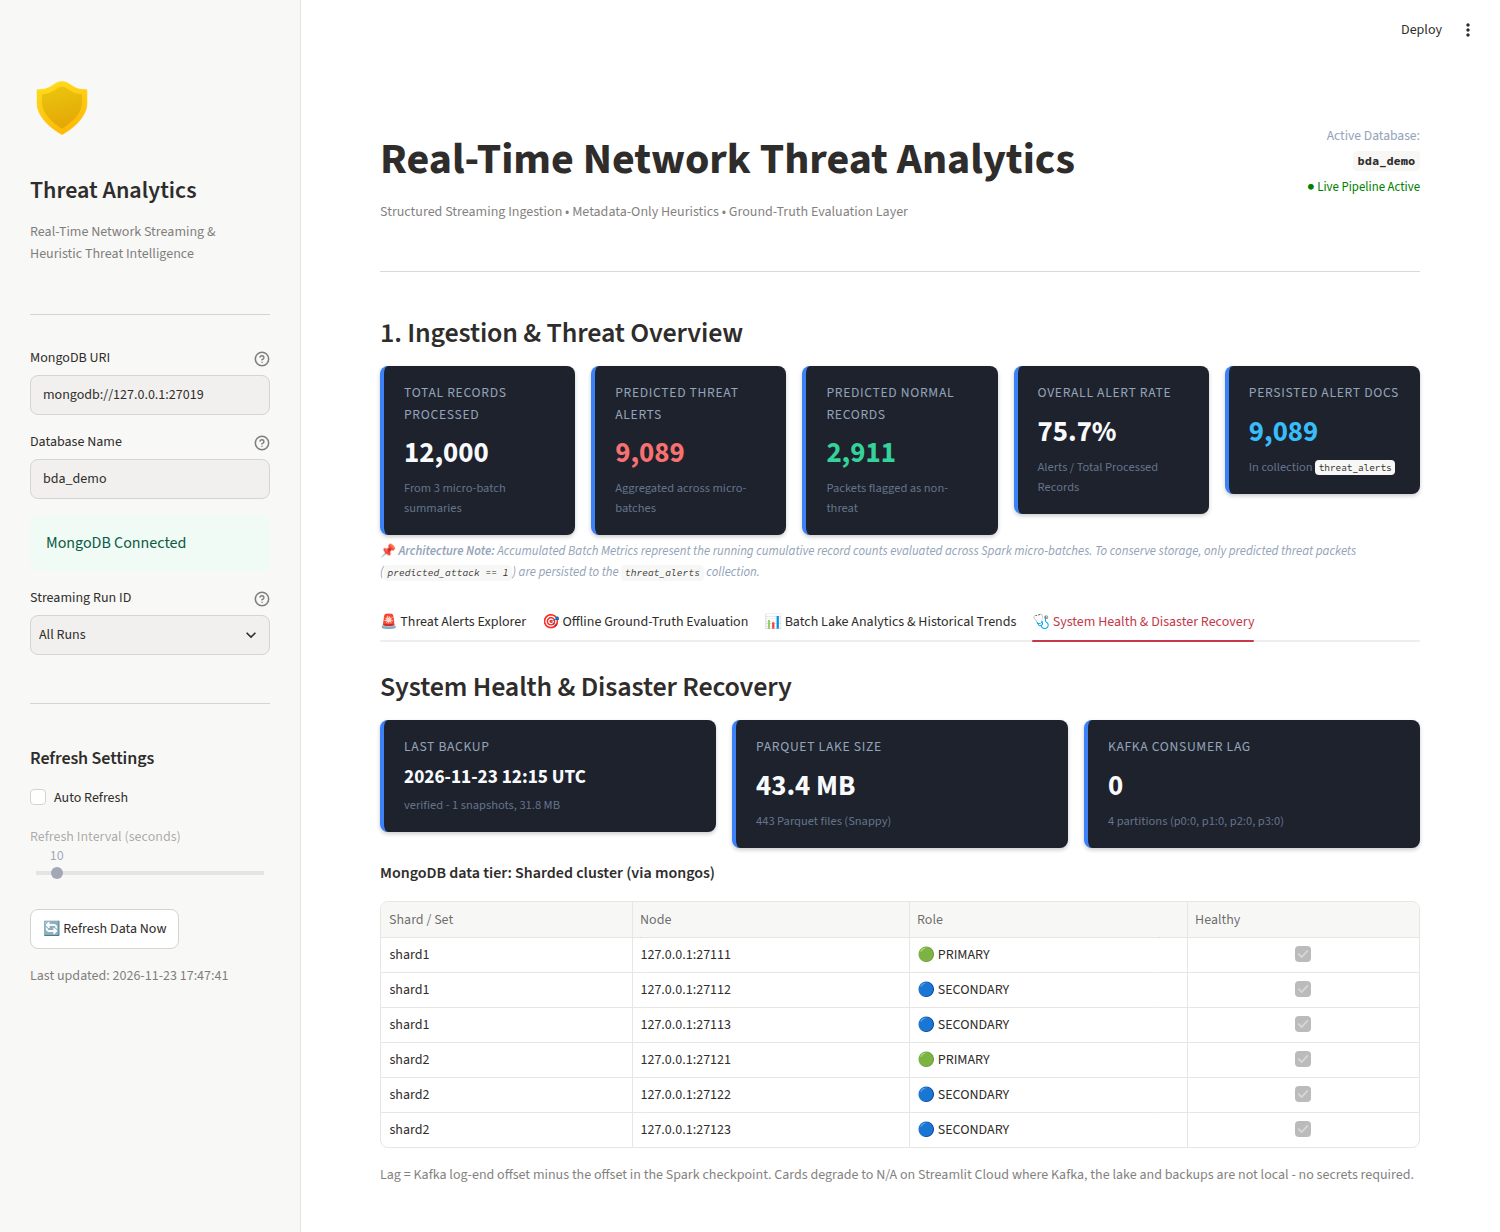 Deploy
Threat Analytics
Real-Time Network Streaming &
Heuristic Threat Intelligence
MongoDB URI
mongodb://127.0.0.1:27019
Database Name
bda_demo
MongoDB Connected
Streaming Run ID
All Runs
Refresh Settings
Auto Refresh
Refresh Interval (seconds)
10
Refresh Data Now
Last updated: 2026-11-23 17:47:41
Real-Time Network Threat Analytics
Structured Streaming Ingestion • Metadata-Only Heuristics • Ground-Truth Evaluation Layer
Active Database:
bda_demo
● Live Pipeline Active
1. Ingestion & Threat Overview
TOTAL RECORDS
PROCESSED
12,000
From 3 micro-batch
summaries
PREDICTED THREAT
ALERTS
9,089
Aggregated across micro-
batches
PREDICTED NORMAL
RECORDS
2,911
Packets flagged as non-
threat
OVERALL ALERT RATE
75.7%
Alerts / Total Processed
Records
PERSISTED ALERT DOCS
9,089
In collection threat_alerts
📌 Architecture Note: Accumulated Batch Metrics represent the running cumulative record counts evaluated across Spark micro-batches. To conserve storage, only predicted threat packets
( predicted_attack == 1 ) are persisted to the threat_alerts collection.
🚨 Threat Alerts Explorer 🎯 Offline Ground-Truth Evaluation 📊 Batch Lake Analytics & Historical Trends 🩺 System Health & Disaster Recovery
System Health & Disaster Recovery
LAST BACKUP
2026-11-23 12:15 UTC
verified - 1 snapshots, 31.8 MB
PARQUET LAKE SIZE
43.4 MB
443 Parquet files (Snappy)
KAFKA CONSUMER LAG
0
4 partitions (p0:0, p1:0, p2:0, p3:0)
MongoDB data tier: Sharded cluster (via mongos)
Shard / Set Node Role Healthy
shard1 127.0.0.1:27111 🟢 PRIMARY
shard1 127.0.0.1:27112 🔵 SECONDARY
shard1 127.0.0.1:27113 🔵 SECONDARY
shard2 127.0.0.1:27121 🟢 PRIMARY
shard2 127.0.0.1:27122 🔵 SECONDARY
shard2 127.0.0.1:27123 🔵 SECONDARY
Lag = Kafka log-end offset minus the offset in the Spark checkpoint. Cards degrade to N/A on Streamlit Cloud where Kafka, the lake and backups are not local - no secrets required.